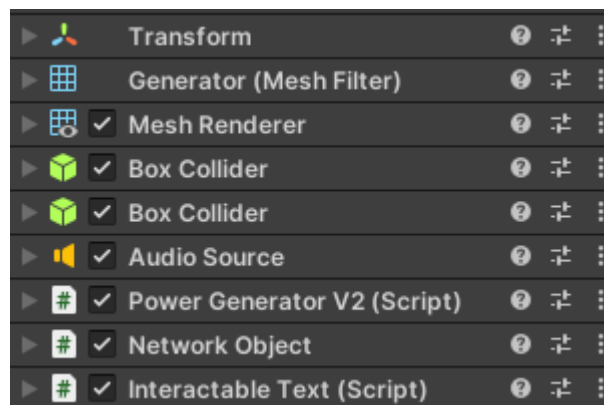 Transform
Generator (Mesh Filter)
Mesh Renderer
Box Collider
Box Collider
Audio Source
Power Generator V2 (Script)
Network Object
Interactable Text (Script)